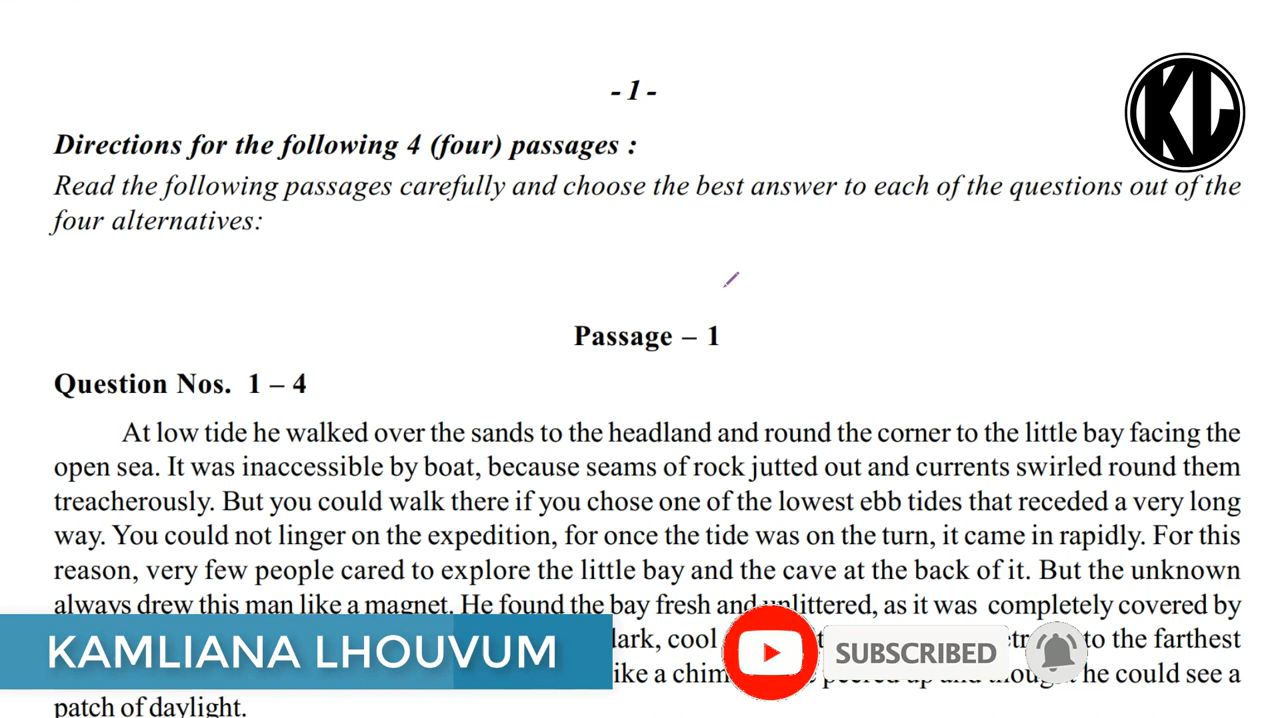 - 1 -
KL
Directions for the following 4 (four) passages :
Read the following passages carefully and choose the best answer to each of the questions out of the
four alternatives:
Passage – 1
Question Nos. 1 – 4
At low tide he walked over the sands to the headland and round the corner to the little bay facing the
open sea. It was inaccessible by boat, because seams of rock jutted out and currents swirled round them
treacherously. But you could walk there if you chose one of the lowest ebb tides that receded a very long
way. You could not linger on the expedition, for once the tide was on the turn, it came in rapidly. For this
reason, very few people cared to explore the little bay and the cave at the back of it. But the unknown
always drew this man like a magnet. He found the bay fresh and unlittered, as it was completely covered by
dark, cool to the farthest
like a peered up and thought he could see a
patch of daylight.
KAMLIANA LHOUVUM
SUBSCRIBED